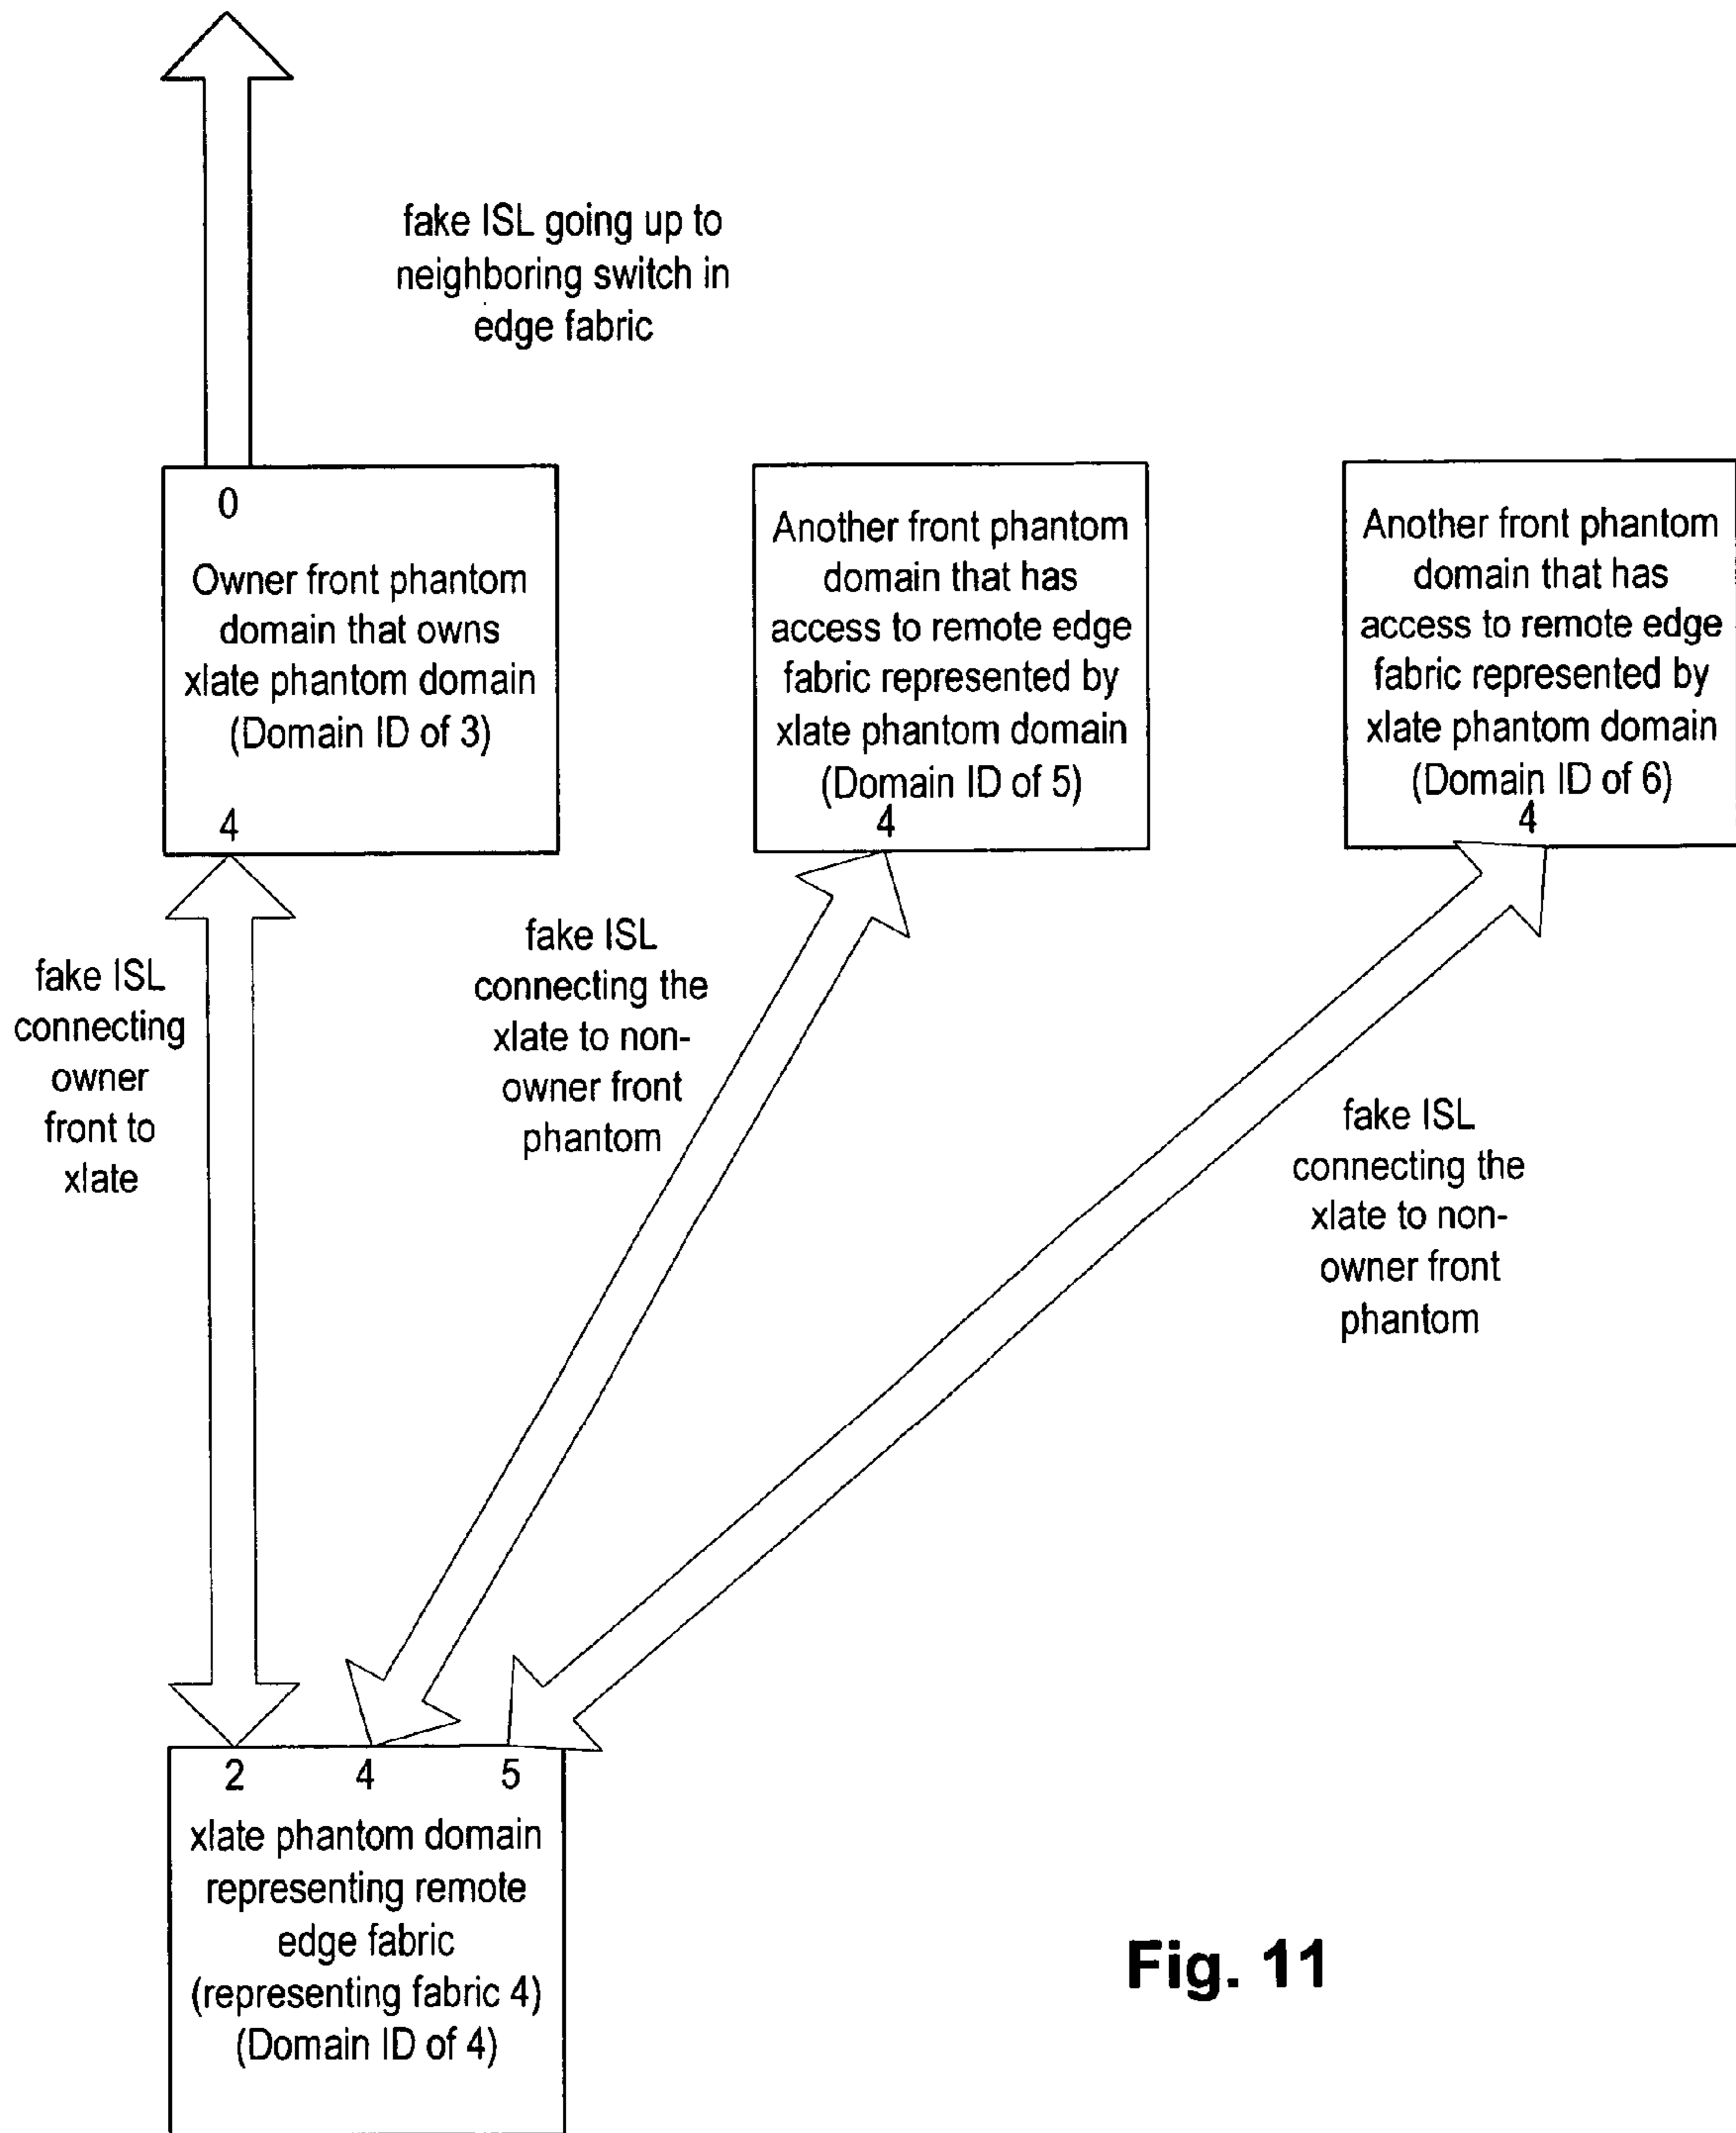 fake ISL going up to
neighboring switch in
edge fabric
0
Owner front phantom
domain that owns
xlate phantom domain
(Domain ID of 3)
4
Another front phantom
domain that has
access to remote edge
fabric represented by
xlate phantom domain
(Domain ID of 5)
4
Another front phantom
domain that has
access to remote edge
fabric represented by
xlate phantom domain
(Domain ID of 6)
4
fake ISL
connecting
owner
front to
xlate
fake ISL
connecting the
xlate to non-
owner front
phantom
fake ISL
connecting the
xlate to non-
owner front
phantom
2 4 5
xlate phantom domain
representing remote
edge fabric
(representing fabric 4)
(Domain ID of 4)
Fig. 11